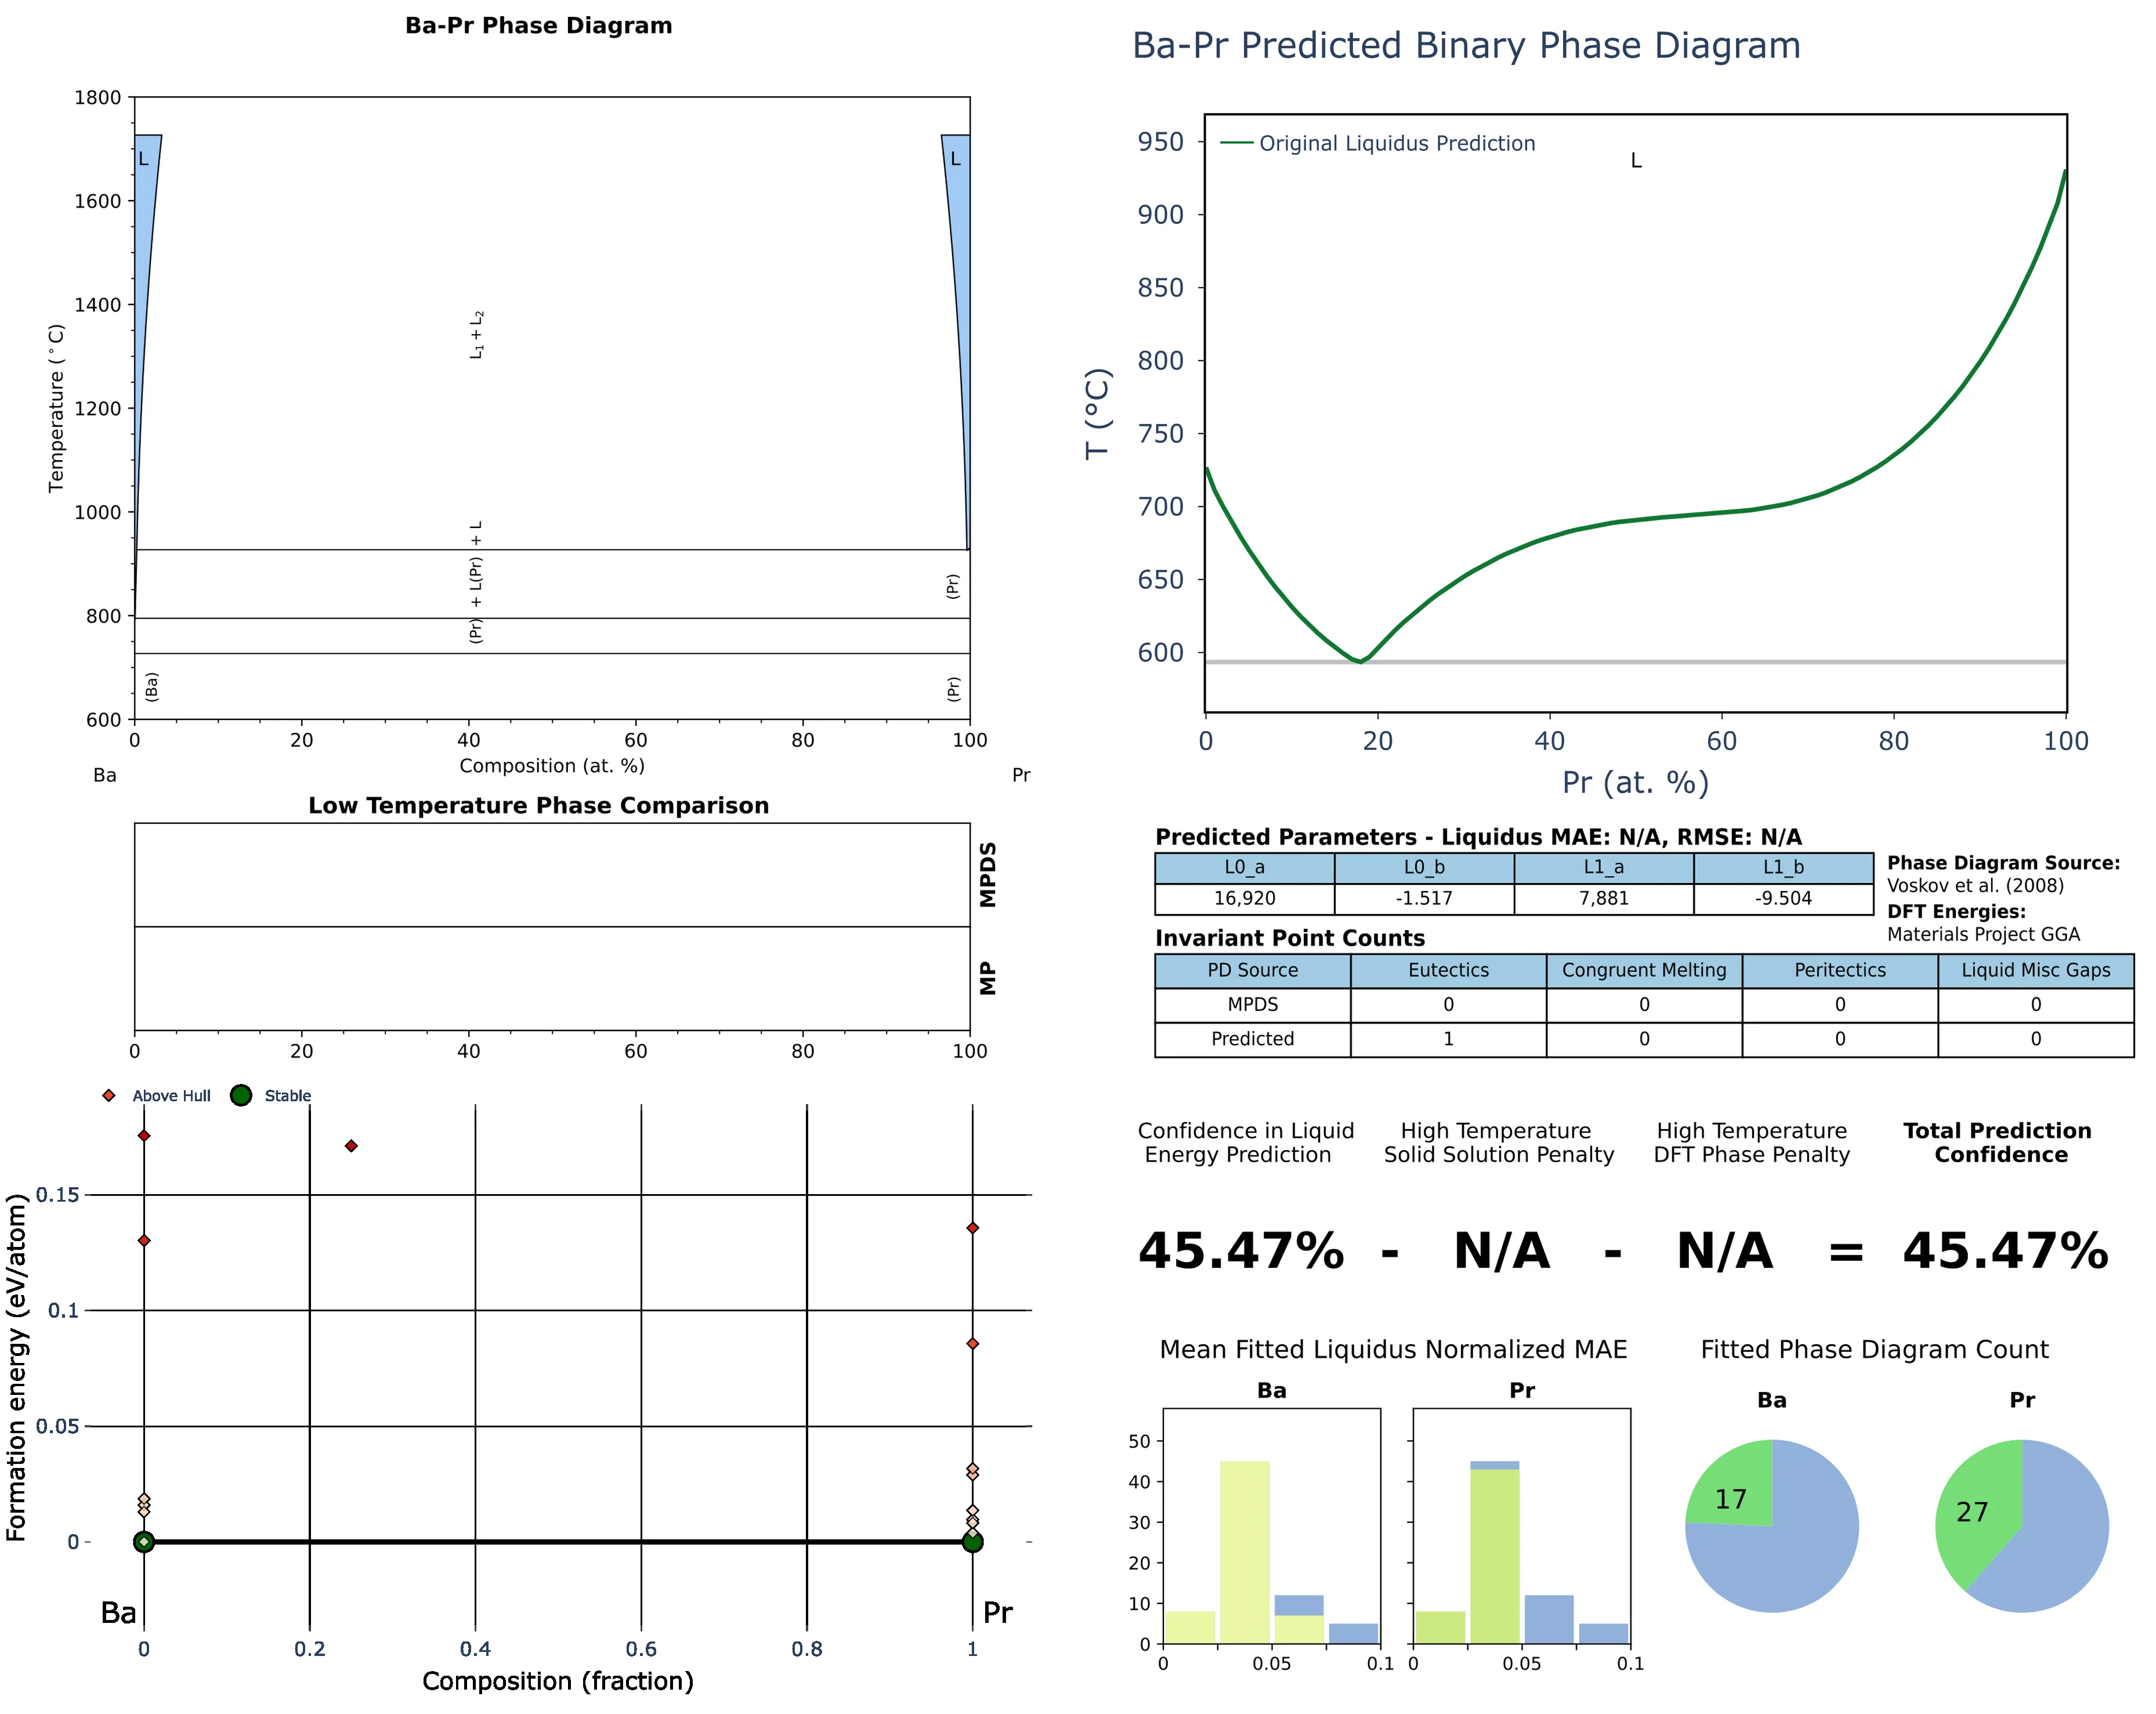 Ba-Pr Phase Diagram
1800
1600
1400
1200
1000
800
600
Temperature (°C)
L
L
L₁ + L₂
(Pr) + L(Pr) + L
(Pr)
(Ba)
(Pr)
0 20 40 60 80 100
Ba Composition (at. %) Pr
Low Temperature Phase Comparison
MPDS
MP
0 20 40 60 80 100
Above Hull Stable
0.15
0.1
0.05
0
Formation energy (eV/atom)
Ba Pr
0 0.2 0.4 0.6 0.8 1
Composition (fraction)
Ba-Pr Predicted Binary Phase Diagram
Original Liquidus Prediction
L
950
900
850
800
750
700
650
600
T (°C)
0 20 40 60 80 100
Pr (at. %)
Predicted Parameters - Liquidus MAE: N/A, RMSE: N/A
L0_a L0_b L1_a L1_b
16,920 -1.517 7,881 -9.504
Phase Diagram Source:
Voskov et al. (2008)
DFT Energies:
Materials Project GGA
Invariant Point Counts
PD Source Eutectics Congruent Melting Peritectics Liquid Misc Gaps
MPDS 0 0 0 0
Predicted 1 0 0 0
Confidence in Liquid
Energy Prediction
High Temperature
Solid Solution Penalty
High Temperature
DFT Phase Penalty
Total Prediction
Confidence
45.47% - N/A - N/A = 45.47%
Mean Fitted Liquidus Normalized MAE
Ba Pr
50
40
30
20
10
0
0 0.05 0.1 0 0.05 0.1
Fitted Phase Diagram Count
Ba Pr
17 27